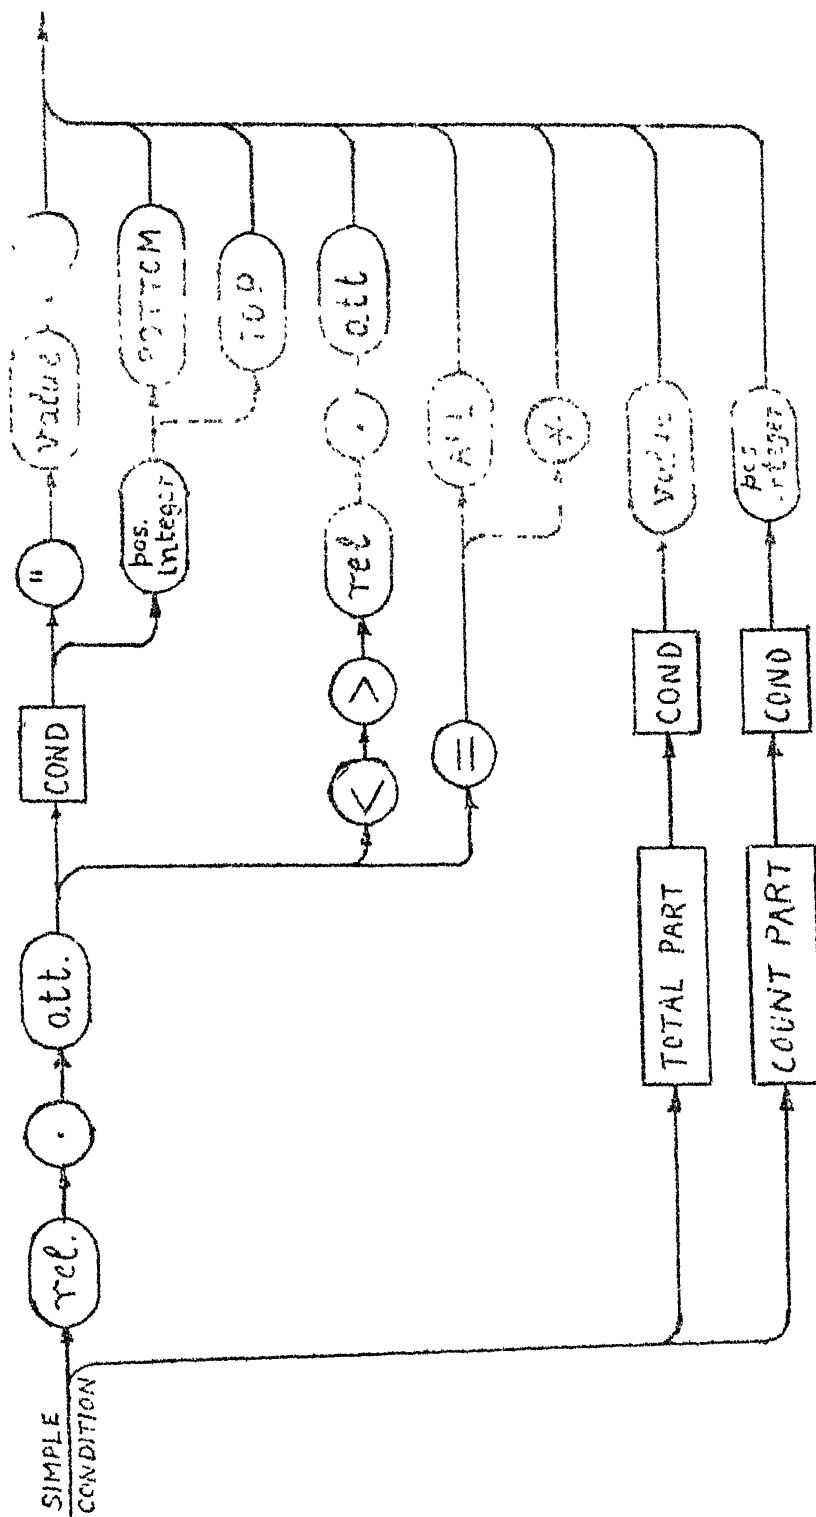 SIMPLE
CONDITION
rel.
.
att.
COND
"
value
pos.
integer
BOTTOM
TOP
<
>
rel
.
att
=
ALL
*
TOTAL PART
COND
value
COUNT PART
COND
pos
integer